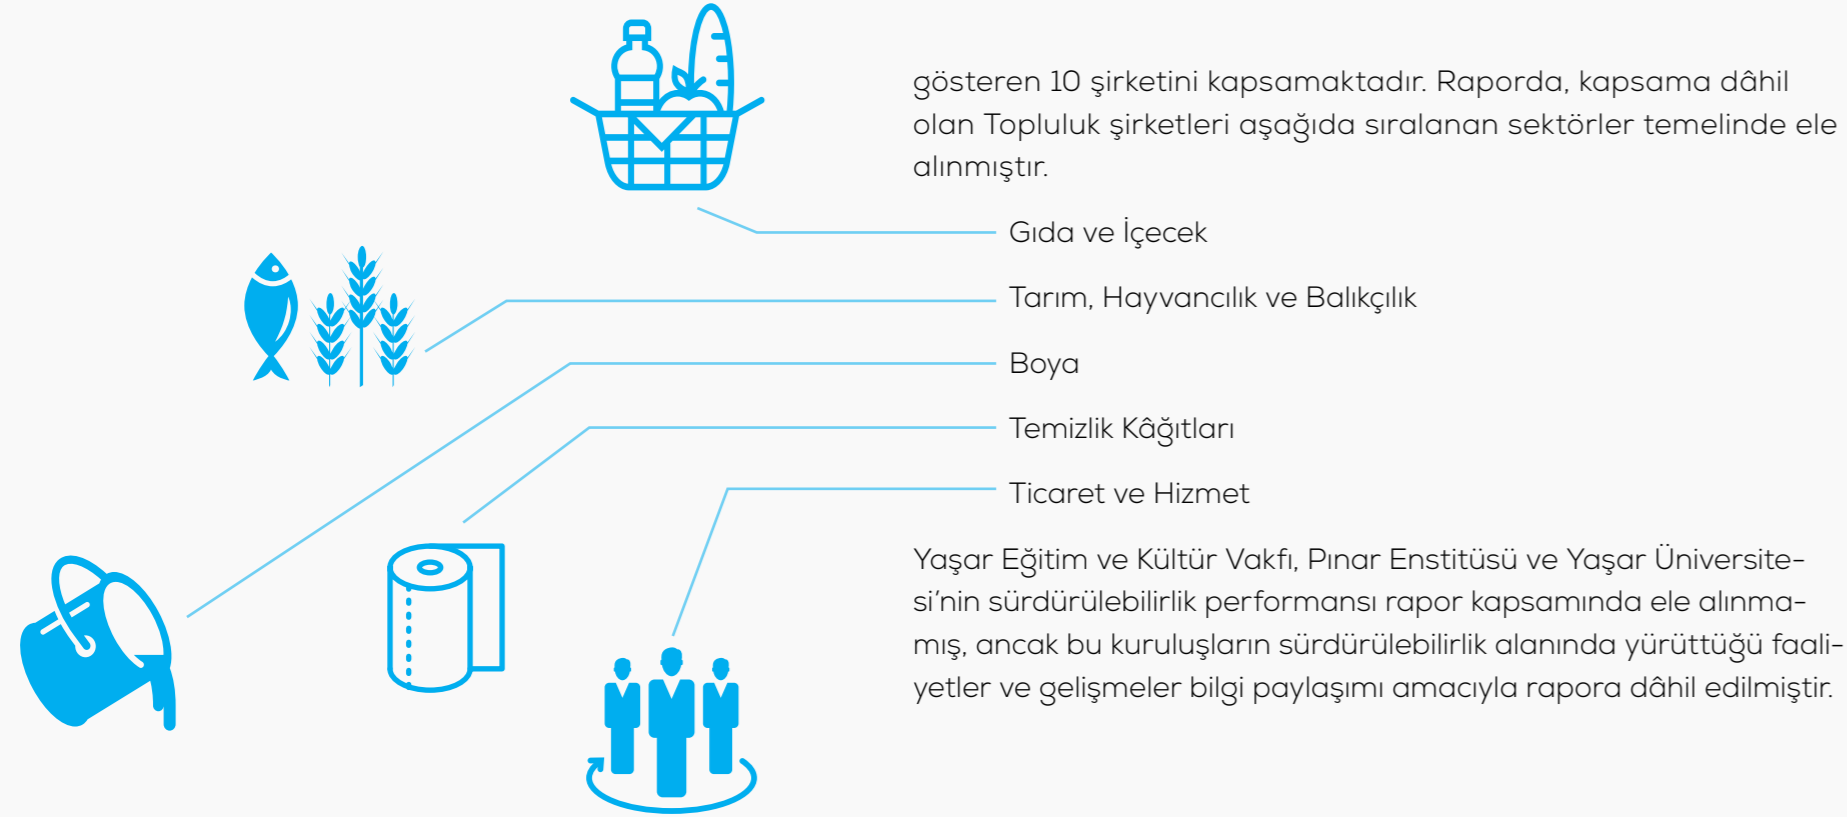 gösteren 10 şirketini kapsamaktadır. Raporda, kapsama dâhil
olan Topluluk şirketleri aşağıda sıralanan sektörler temelinde ele
alınmıştır.
Gıda ve İçecek
Tarım, Hayvancılık ve Balıkçılık
Boya
Temizlik Kâğıtları
Ticaret ve Hizmet
Yaşar Eğitim ve Kültür Vakfı, Pınar Enstitüsü ve Yaşar Üniversite-
si’nin sürdürülebilirlik performansı rapor kapsamında ele alınma-
mış, ancak bu kuruluşların sürdürülebilirlik alanında yürüttüğü faali-
yetler ve gelişmeler bilgi paylaşımı amacıyla rapora dâhil edilmiştir.